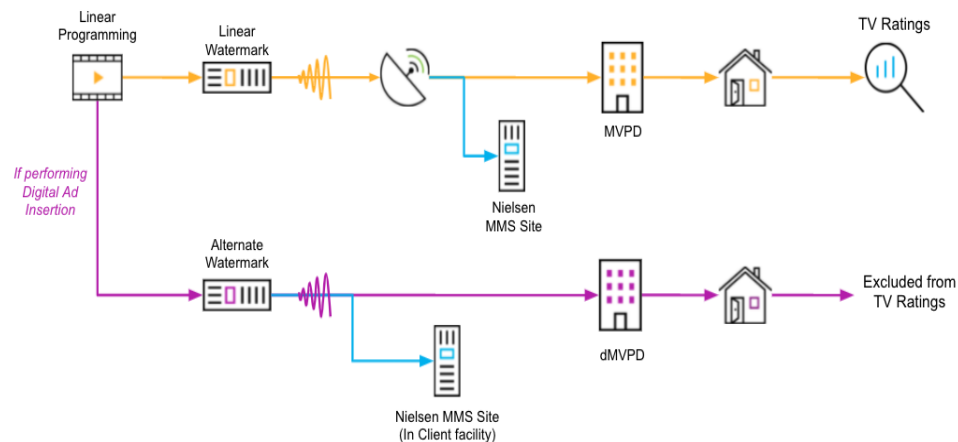 Linear
Programming
Linear
Watermark
TV Ratings
MVPD
If performing
Digital Ad
Insertion
Nielsen
MMS Site
Alternate
Watermark
Excluded from
TV Ratings
dMVPD
Nielsen MMS Site
(In Client facility)